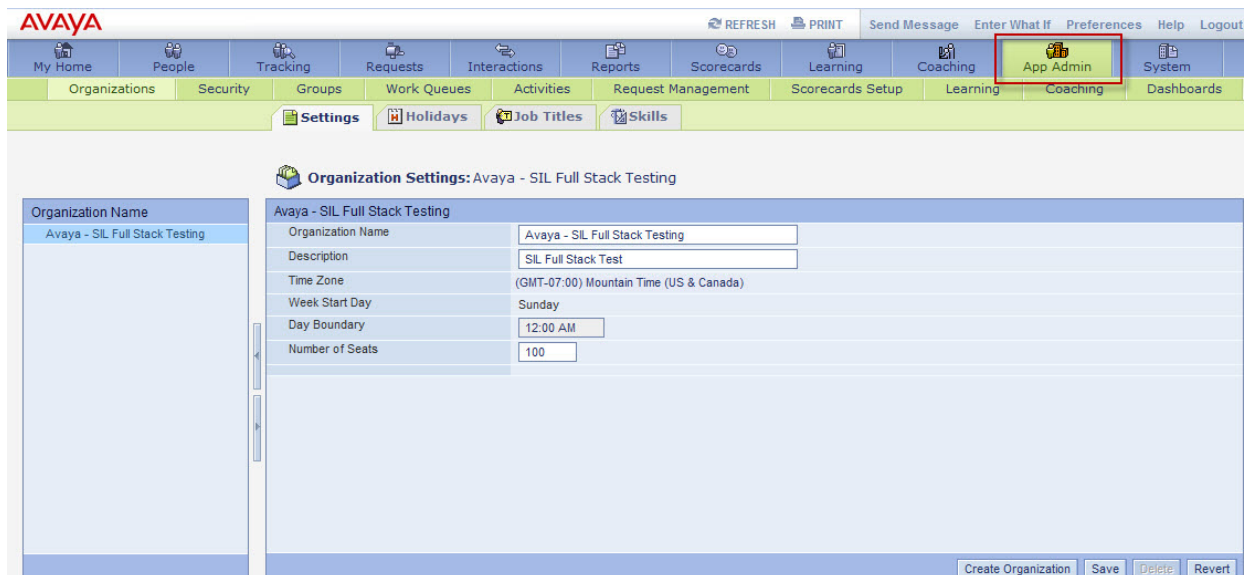 AVAYA REFRESH PRINT Send Message Enter What If Preferences Help Logout
My Home People Tracking Requests Interactions Reports Scorecards Learning Coaching App Admin System
Organizations Security Groups Work Queues Activities Request Management Scorecards Setup Learning Coaching Dashboards
Settings Holidays Job Titles Skills
Organization Settings: Avaya - SIL Full Stack Testing
Organization Name
Avaya - SIL Full Stack Testing
Avaya - SIL Full Stack Testing
Organization Name Avaya - SIL Full Stack Testing
Description SIL Full Stack Test
Time Zone (GMT-07:00) Mountain Time (US & Canada)
Week Start Day Sunday
Day Boundary 12:00 AM
Number of Seats 100
Create Organization Save Delete Revert